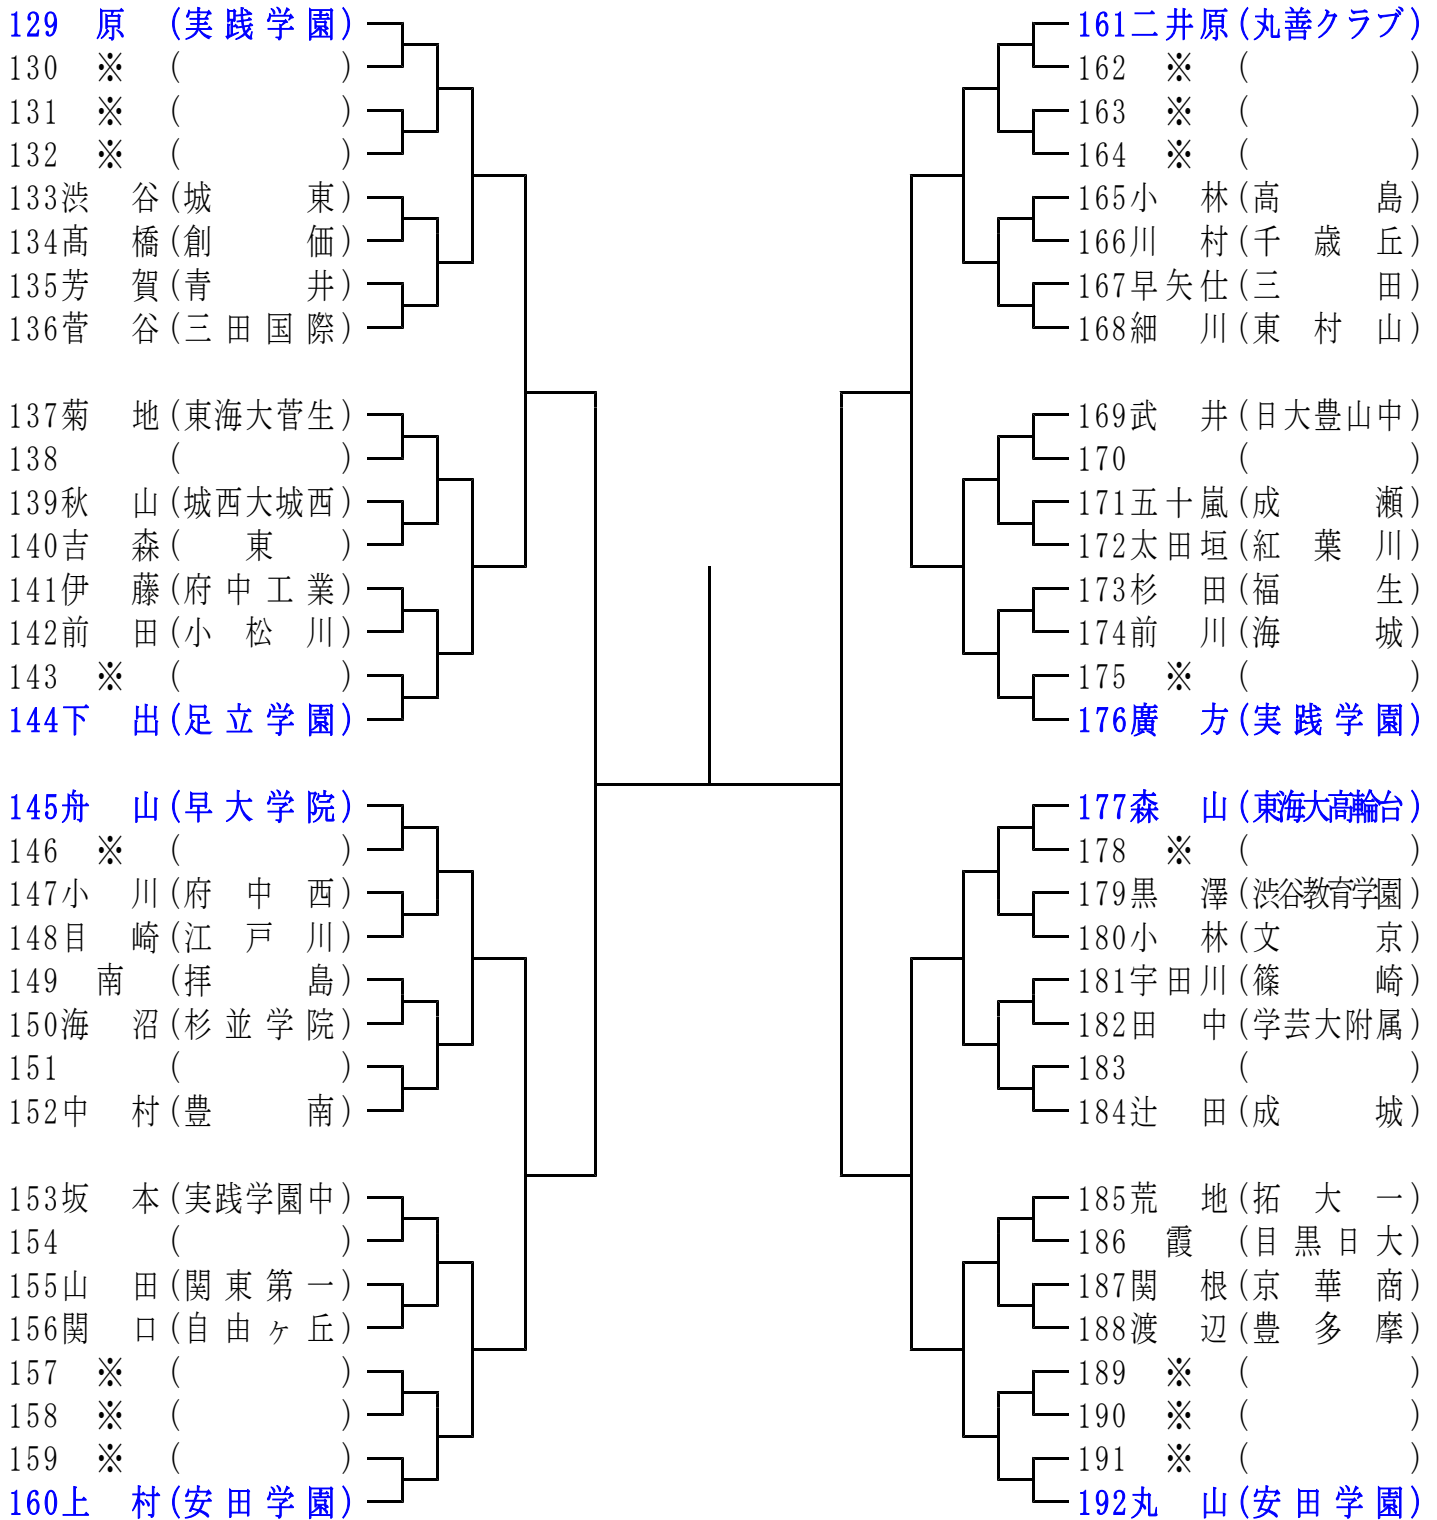 129 原 (実践学園)
130 ※ ( )
131 ※ ( )
132 ※ ( )
133渋 谷(城 東)
134髙 橋(創 価)
135芳 賀(青 井)
136菅 谷(三田国際)
137菊 地(東海大菅生)
138 ( )
139秋 山(城西大城西)
140吉 森( 東 )
141伊 藤(府中工業)
142前 田(小 松 川)
143 ※ ( )
144下 出(足立学園)
145舟 山(早大学院)
146 ※ ( )
147小 川(府 中 西)
148目 崎(江 戸 川)
149 南 (拝 島)
150海 沼(杉並学院)
151 ( )
152中 村(豊 南)
153坂 本(実践学園中)
154 ( )
155山 田(関東第一)
156関 口(自由ヶ丘)
157 ※ ( )
158 ※ ( )
159 ※ ( )
160上 村(安田学園)
161二井原(丸善クラブ)
162 ※ ( )
163 ※ ( )
164 ※ ( )
165小 林(高 島)
166川 村(千 歳 丘)
167早矢仕(三 田)
168細 川(東 村 山)
169武 井(日大豊山中)
170 ( )
171五十嵐(成 瀬)
172太田垣(紅 葉 川)
173杉 田(福 生)
174前 川(海 城)
175 ※ ( )
176廣 方(実践学園)
177森 山(東海大高輪台)
178 ※ ( )
179黒 澤(渋谷教育学園)
180小 林(文 京)
181宇田川(篠 崎)
182田 中(学芸大附属)
183 ( )
184辻 田(成 城)
185荒 地(拓 大 一)
186 霞 (目黒日大)
187関 根(京 華 商)
188渡 辺(豊 多 摩)
189 ※ ( )
190 ※ ( )
191 ※ ( )
192丸 山(安田学園)